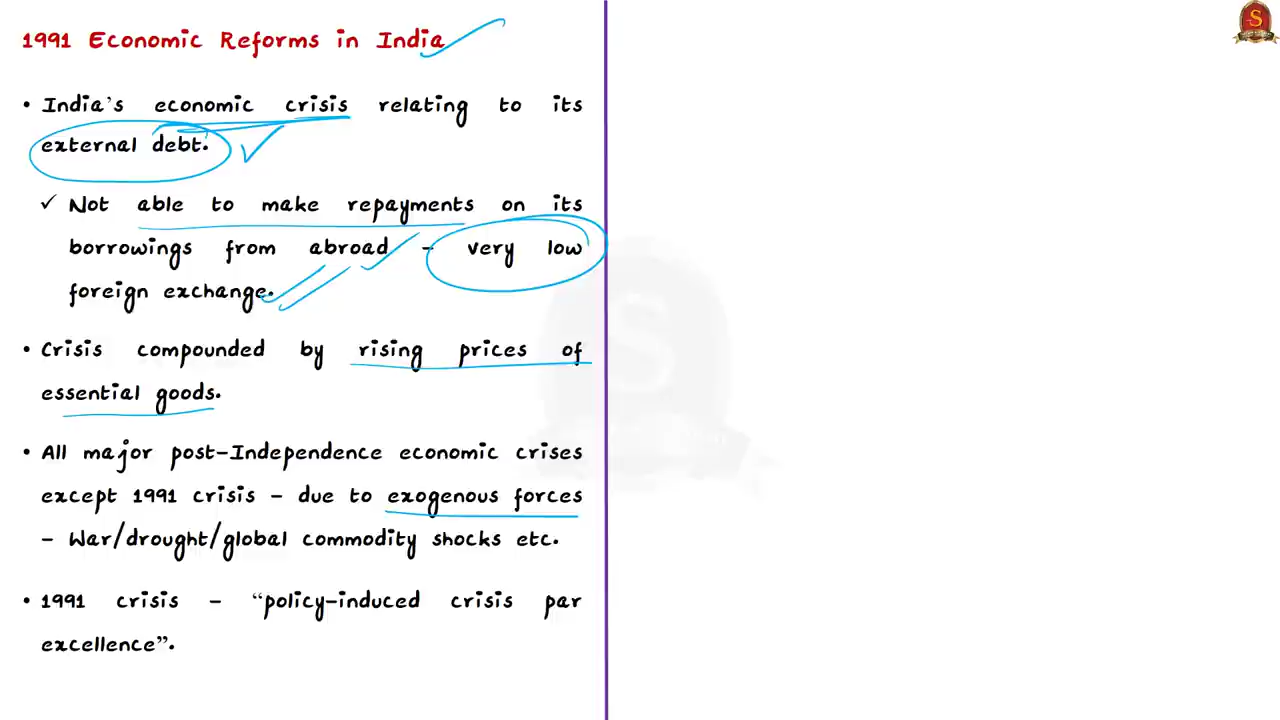 1991 Economic Reforms in India
• India's economic crisis relating to its
external debt.
✓ Not able to make repayments on its
borrowings from abroad – very low
foreign exchange.
• Crisis compounded by rising prices of
essential goods.
• All major post-Independence economic crises
except 1991 crisis – due to exogenous forces
– War/drought/global commodity shocks etc.
• 1991 crisis – “policy-induced crisis par
excellence”.
S